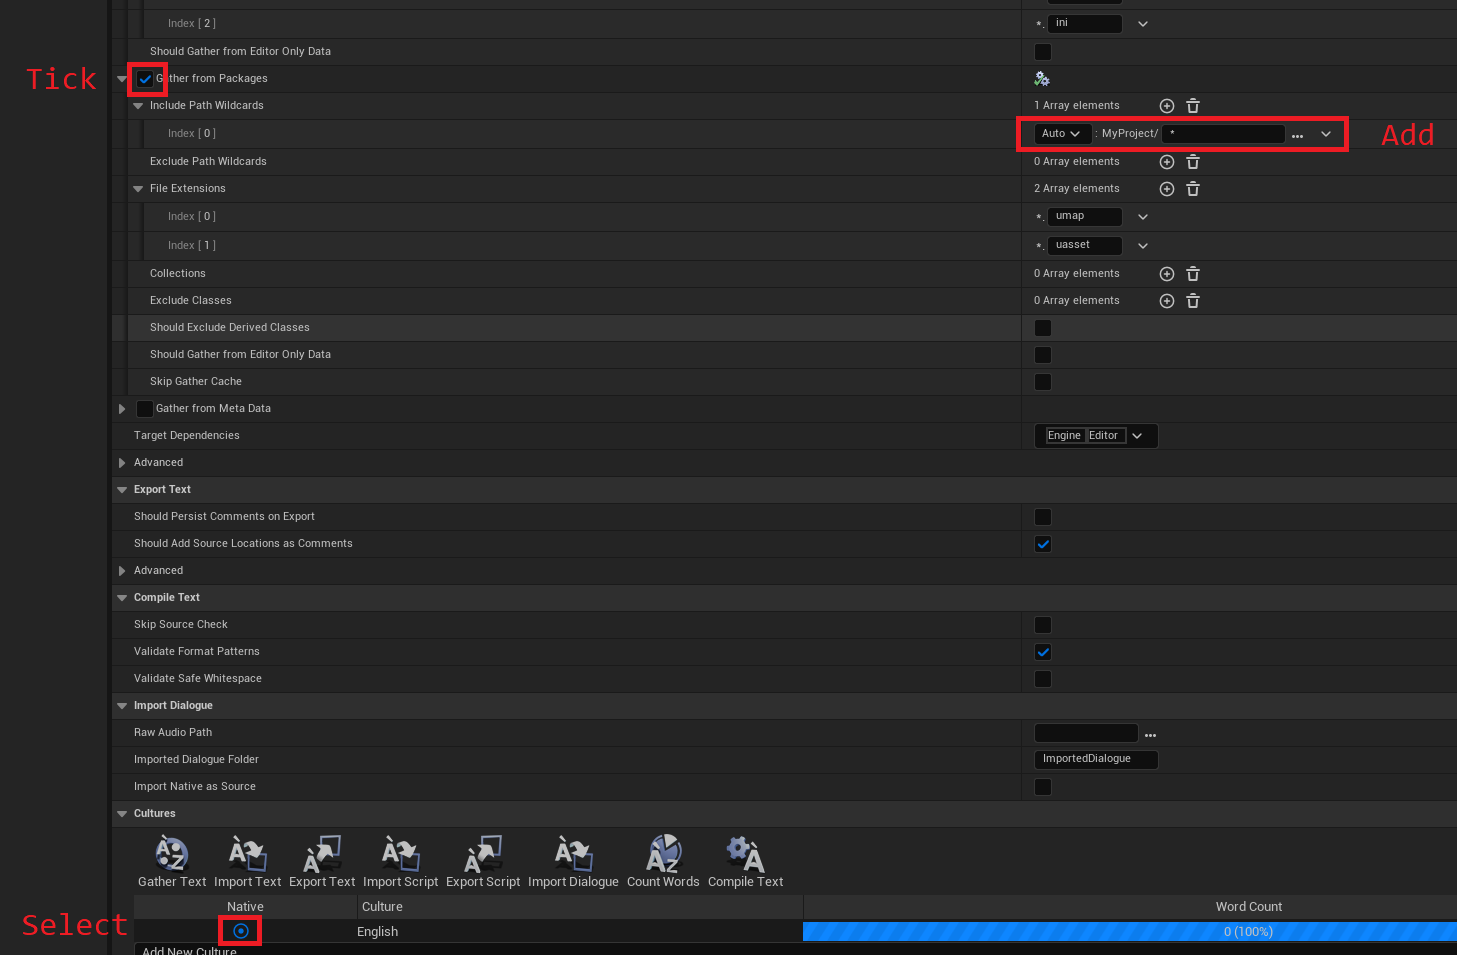 Index [ 2 ] *. ini
Should Gather from Editor Only Data
Tick Gather from Packages
Include Path Wildcards 1 Array elements
Index [ 0 ] Auto : MyProject/ * ... Add
Exclude Path Wildcards 0 Array elements
File Extensions 2 Array elements
Index [ 0 ] *. umap
Index [ 1 ] *. uasset
Collections 0 Array elements
Exclude Classes 0 Array elements
Should Exclude Derived Classes
Should Gather from Editor Only Data
Skip Gather Cache
Gather from Meta Data
Target Dependencies Engine Editor
Advanced
Export Text
Should Persist Comments on Export
Should Add Source Locations as Comments
Advanced
Compile Text
Skip Source Check
Validate Format Patterns
Validate Safe Whitespace
Import Dialogue
Raw Audio Path ...
Imported Dialogue Folder ImportedDialogue
Import Native as Source
Cultures
Gather Text Import Text Export Text Import Script Export Script Import Dialogue Count Words Compile Text
Native Culture Word Count
Select English 0 (100%)
Add New Culture